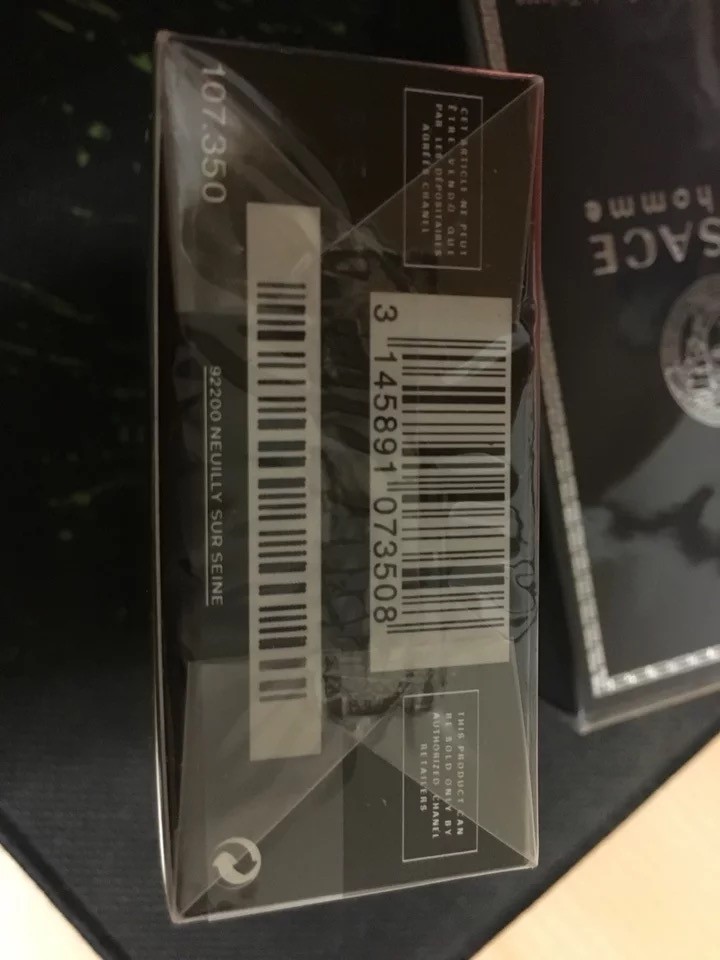 107.350
CET ARTICLE NE PEUT
ÊTRE VENDU QUE
PAR LES DÉPOSITAIRES
AGRÉÉS CHANEL
3 145891 073508
92200 NEUILLY SUR SEINE
THIS PRODUCT CAN
BE SOLD ONLY BY
AUTHORIZED CHANEL
RETAILERS
SACE
homme